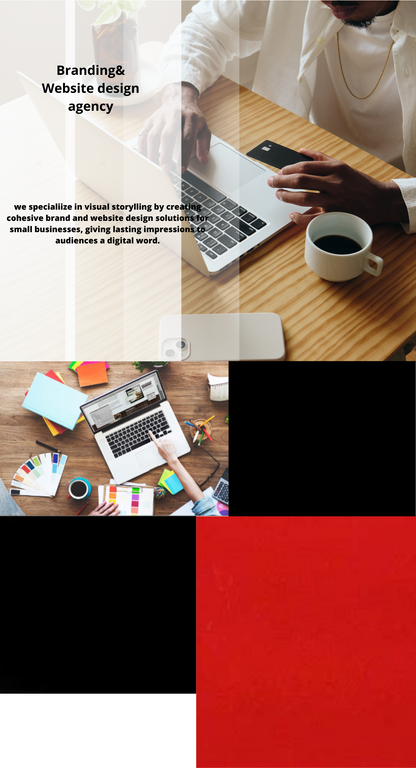 Branding&
Website design
agency
we specialiize in visual storylling by creating
cohesive brand and website design solutions for
small businesses, giving lasting impressions to
audiences a digital word.